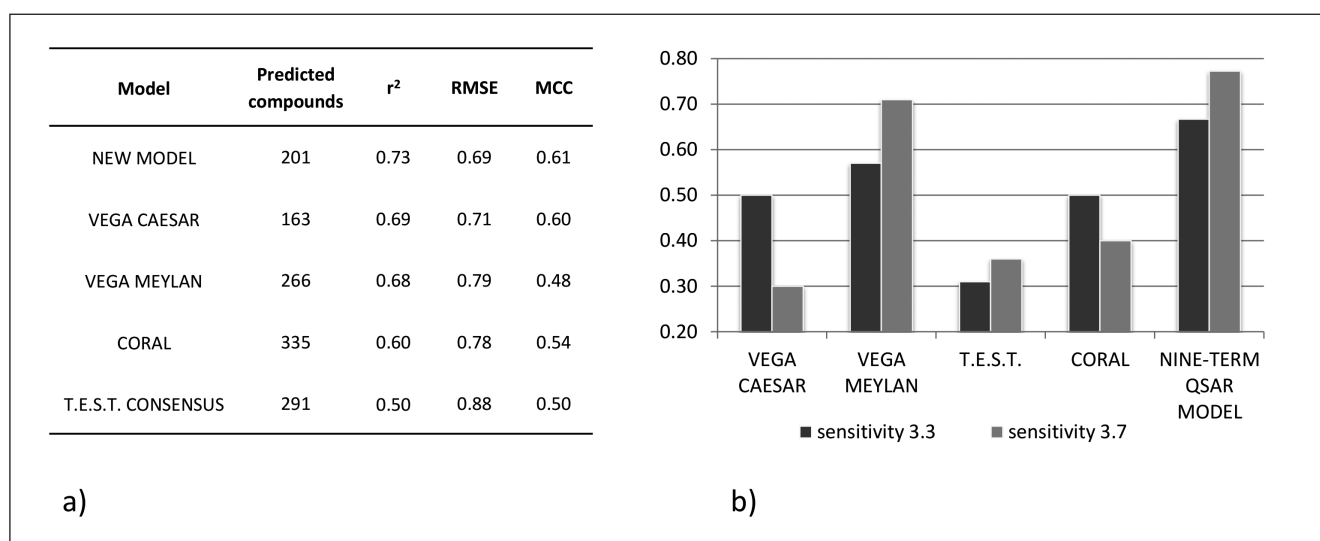 Model Predicted compounds r² RMSE MCC
NEW MODEL 201 0.73 0.69 0.61
VEGA CAESAR 163 0.69 0.71 0.60
VEGA MEYLAN 266 0.68 0.79 0.48
CORAL 335 0.60 0.78 0.54
T.E.S.T. CONSENSUS 291 0.50 0.88 0.50
a)
0.80
0.70
0.60
0.50
0.40
0.30
0.20
VEGA CAESAR
VEGA MEYLAN
T.E.S.T.
CORAL
NINE-TERM QSAR MODEL
sensitivity 3.3 sensitivity 3.7
b)